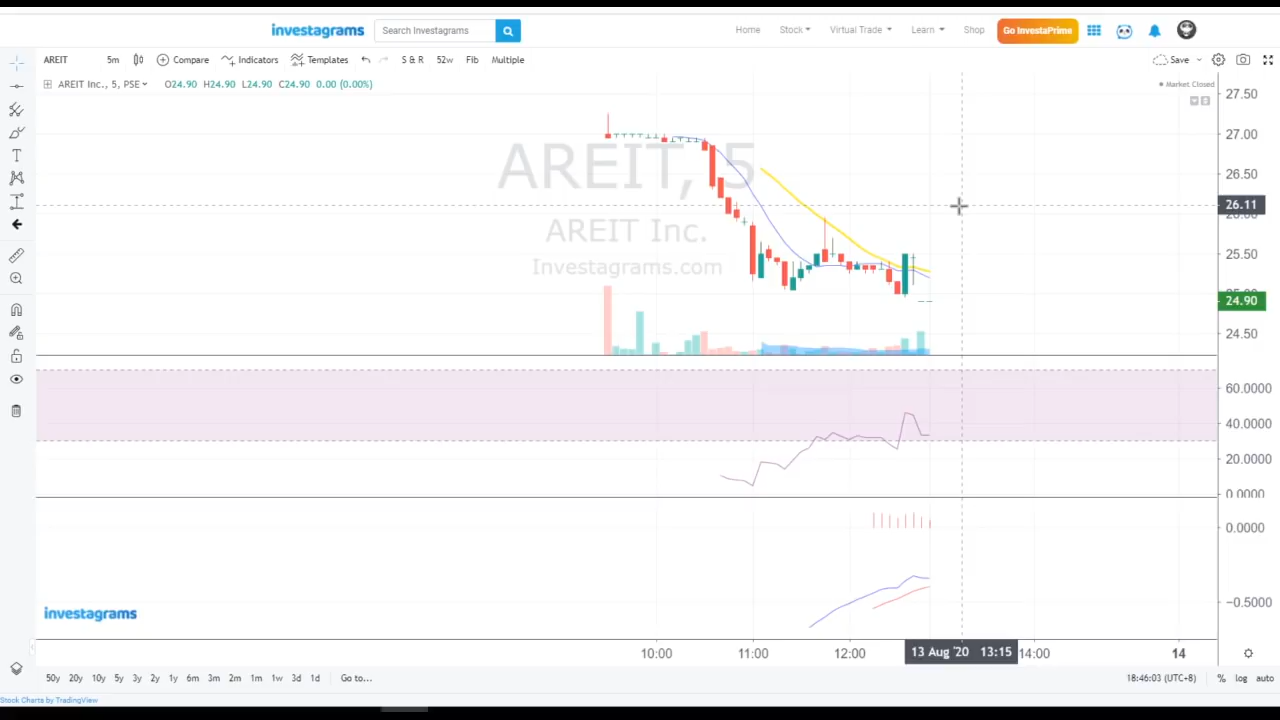 investagrams
Search Investagrams
Home Stock Virtual Trade Learn Shop Go InvestaPrime
AREIT 5m Compare Indicators Templates S & R 52w Fib Multiple Save
AREIT Inc., 5, PSE O24.90 H24.90 L24.90 C24.90 0.00 (0.00%)
Market Closed
AREIT, 5
AREIT Inc.
Investagrams.com
27.50
27.00
26.50
26.11
26.00
25.50
25.00
24.90
24.50
60.0000
40.0000
20.0000
0.0000
0.0000
−0.5000
investagrams
10:00 11:00 12:00 13 Aug '20 13:15 14:00 14
50y 20y 10y 5y 3y 2y 1y 6m 3m 2m 1m 1w 3d 1d Go to... 18:46:03 (UTC+8) % log auto
Stock Charts by TradingView